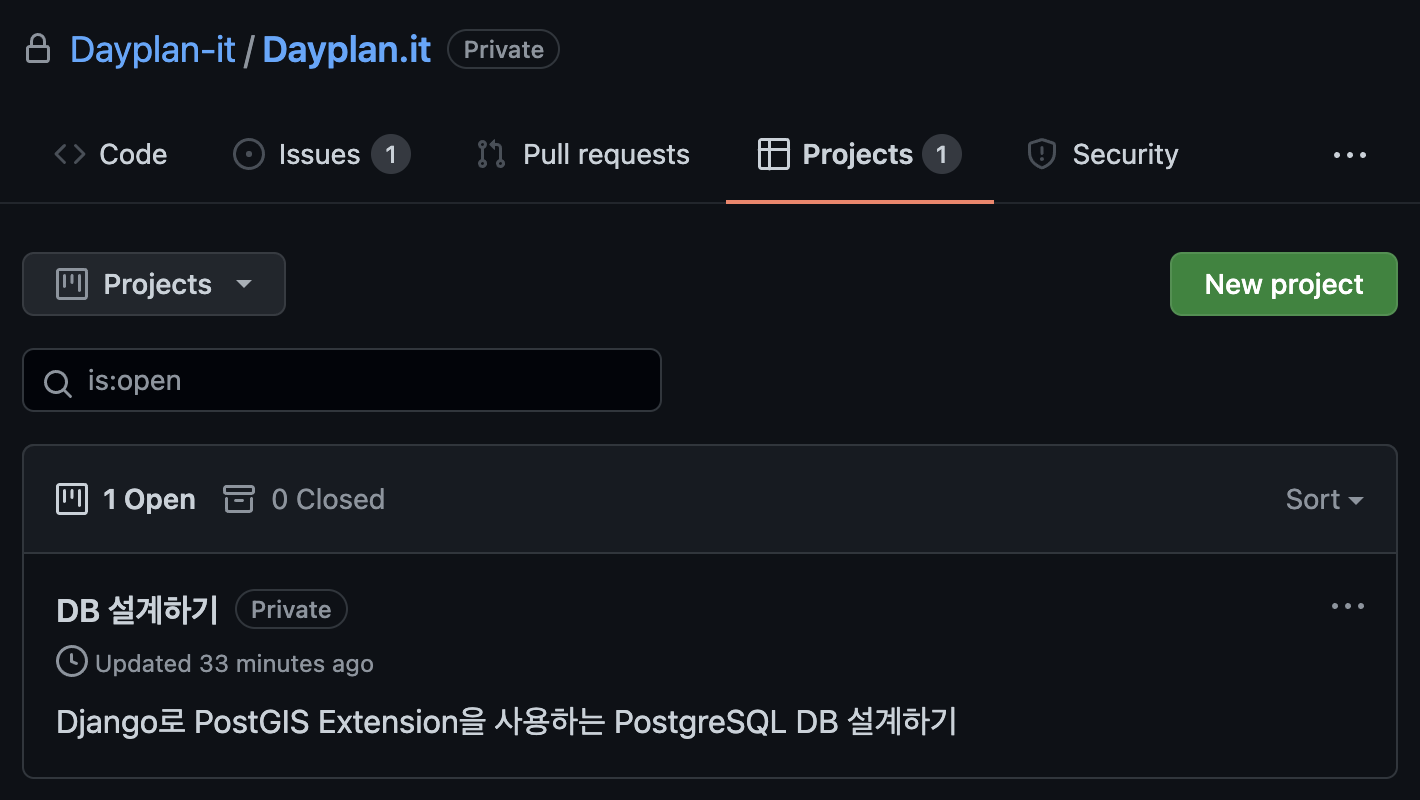 Dayplan-it / Dayplan.it Private
Code Issues 1 Pull requests Projects 1 Security ...
Projects New project
is:open
1 Open 0 Closed Sort
DB 설계하기 Private ...
Updated 33 minutes ago
Django로 PostGIS Extension을 사용하는 PostgreSQL DB 설계하기